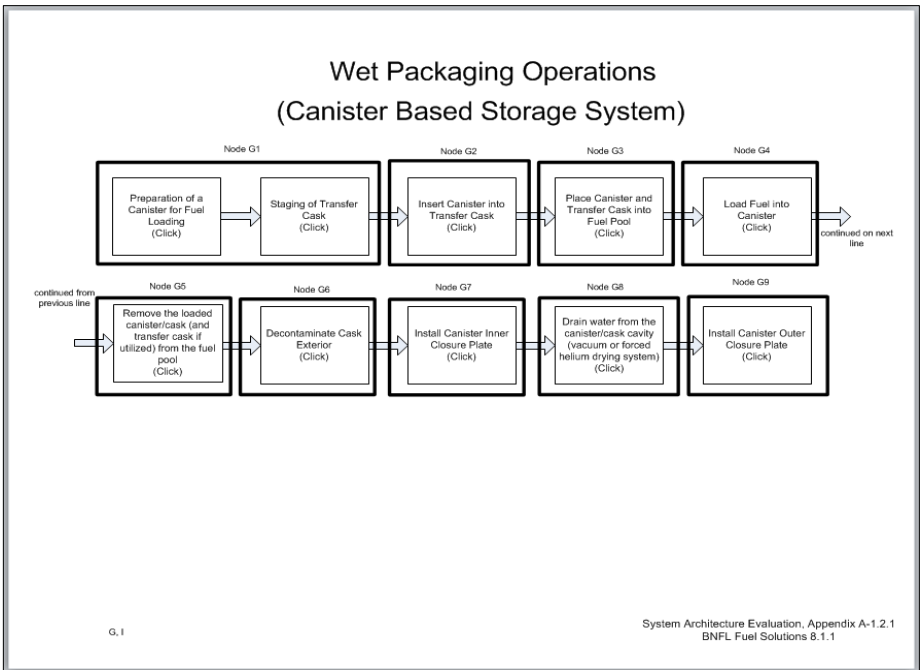 Wet Packaging Operations
(Canister Based Storage System)
Node G1
Node G2
Node G3
Node G4
Preparation of a
Canister for Fuel
Loading
(Click)
Staging of Transfer
Cask
(Click)
Insert Canister into
Transfer Cask
(Click)
Place Canister and
Transfer Cask into
Fuel Pool
(Click)
Load Fuel into
Canister
(Click)
continued on next
line
continued from
previous line
Node G5
Node G6
Node G7
Node G8
Node G9
Remove the loaded
canister/cask (and
transfer cask if
utilized) from the fuel
pool
(Click)
Decontaminate Cask
Exterior
(Click)
Install Canister Inner
Closure Plate
(Click)
Drain water from the
canister/cask cavity
(vacuum or forced
helium drying system)
(Click)
Install Canister Outer
Closure Plate
(Click)
G, I
System Architecture Evaluation, Appendix A-1.2.1
BNFL Fuel Solutions 8.1.1